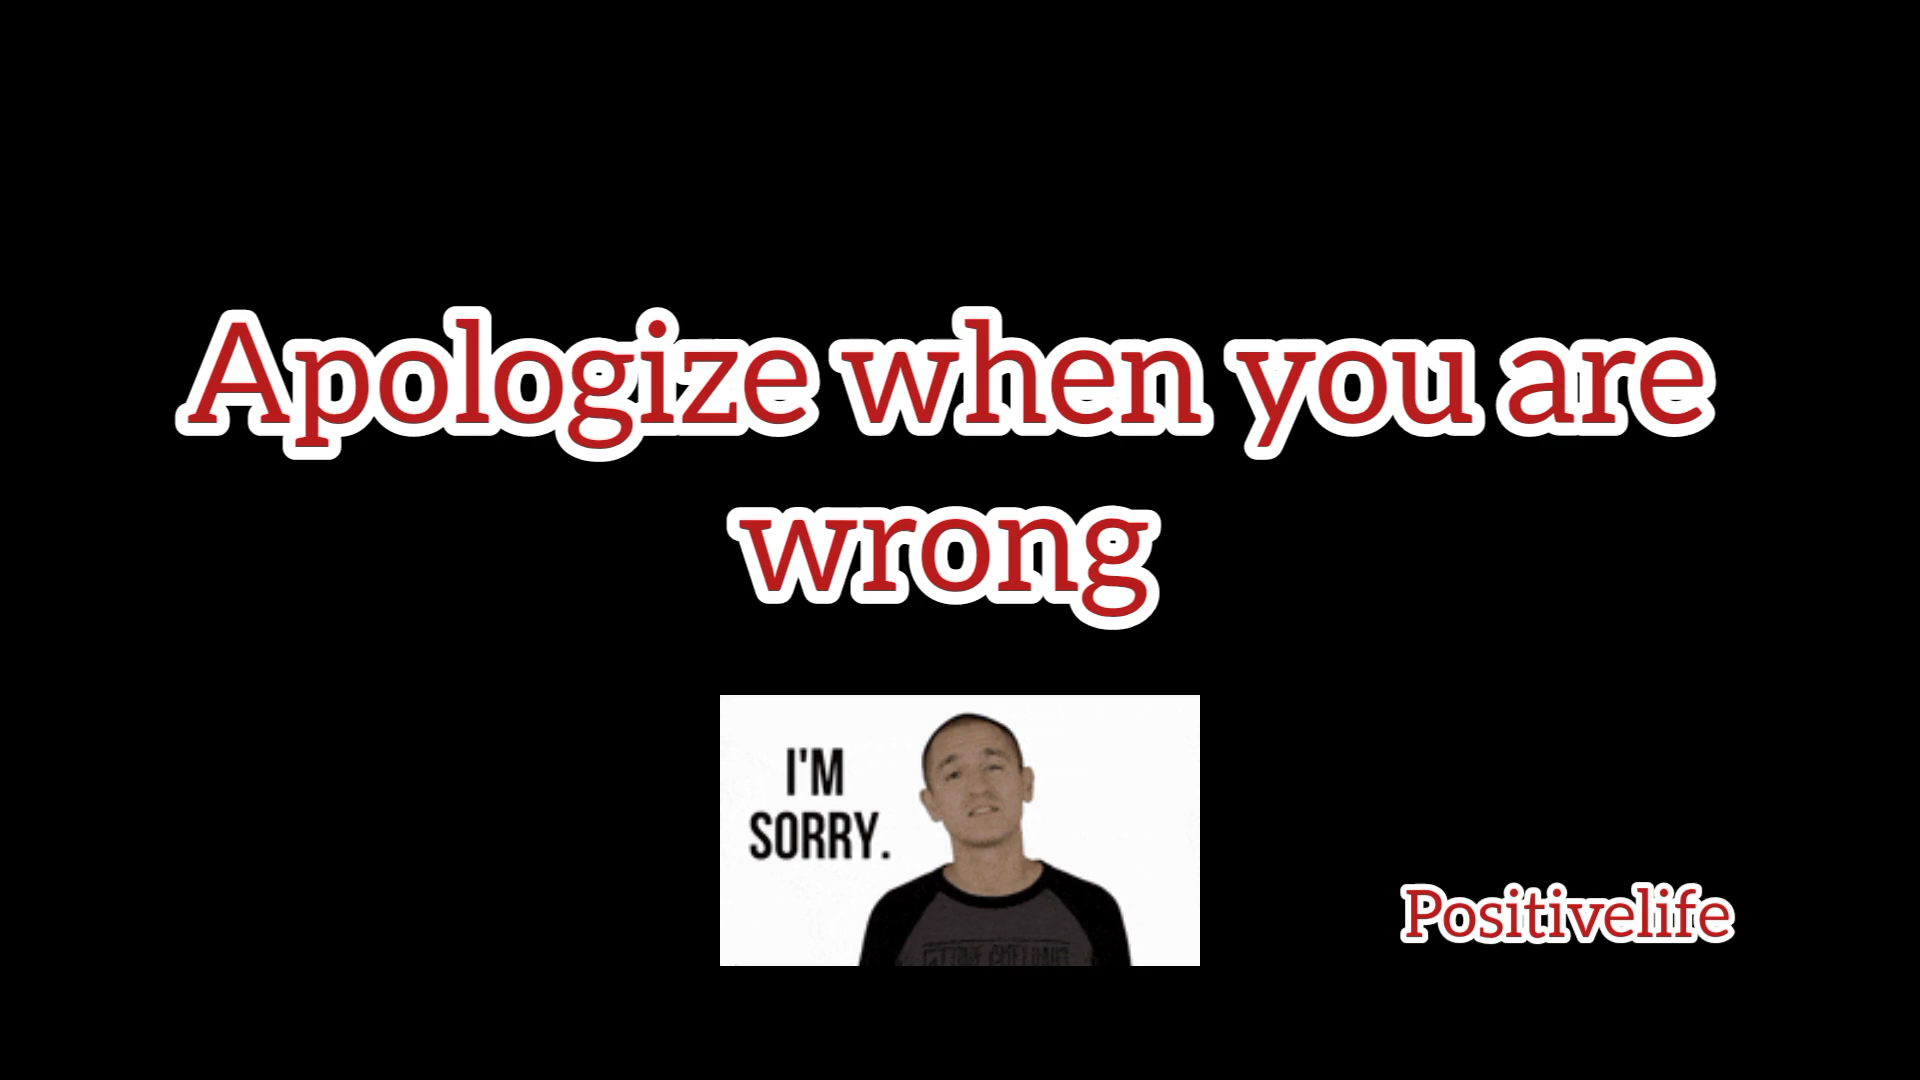 Apologize when you are
wrong
I'M
SORRY.
Positivelife